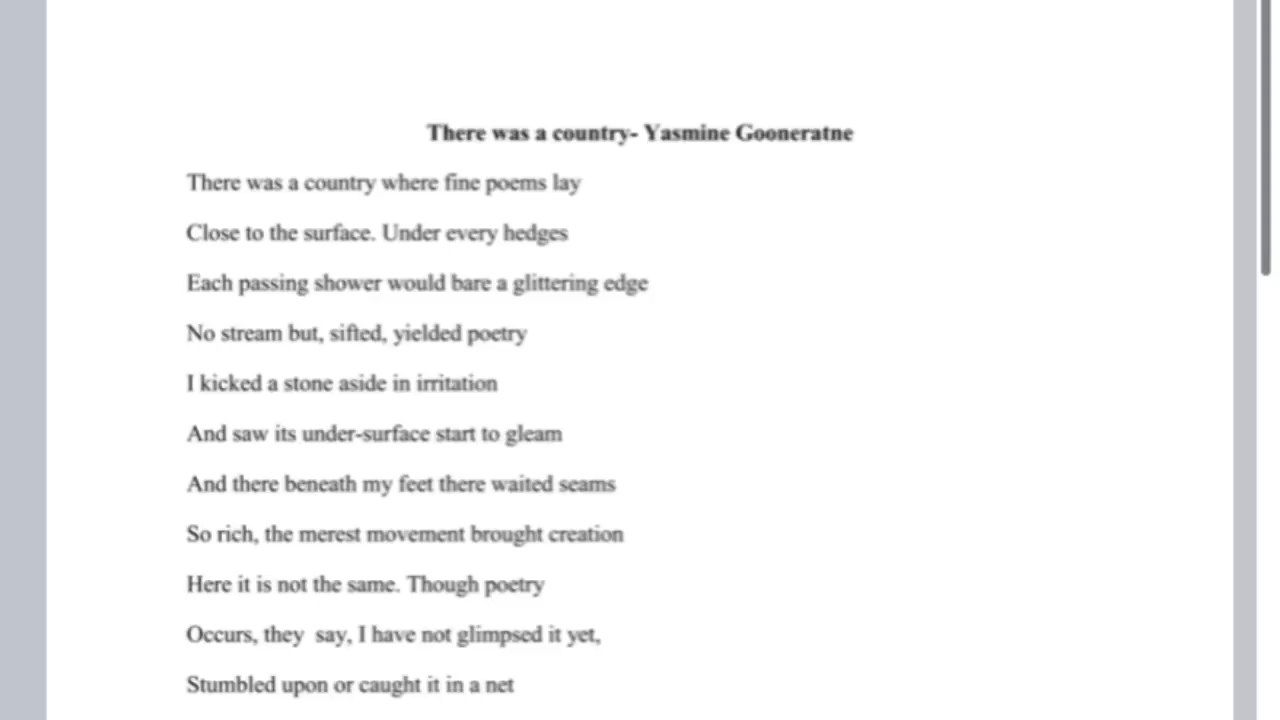 There was a country- Yasmine Gooneratne
There was a country where fine poems lay
Close to the surface. Under every hedges
Each passing shower would bare a glittering edge
No stream but, sifted, yielded poetry
I kicked a stone aside in irritation
And saw its under-surface start to gleam
And there beneath my feet there waited seams
So rich, the merest movement brought creation
Here it is not the same. Though poetry
Occurs, they  say, I have not glimpsed it yet,
Stumbled upon or caught it in a net